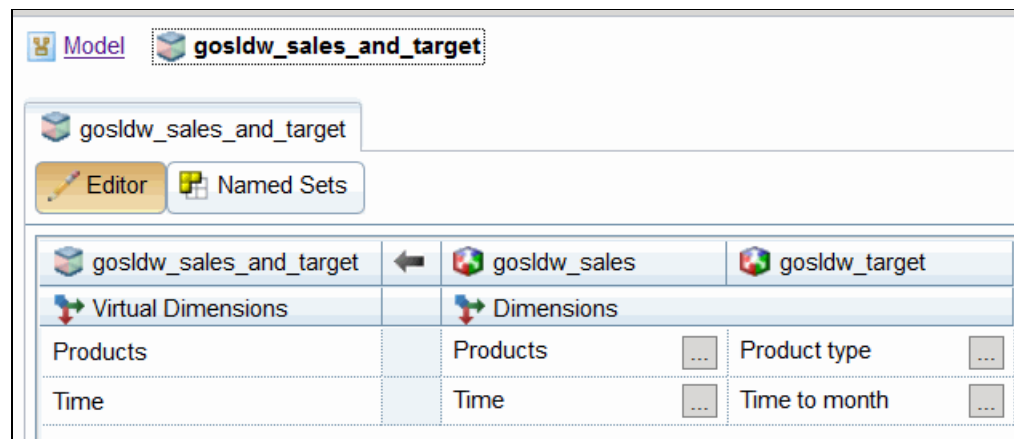 Model gosldw_sales_and_target
gosldw_sales_and_target
Editor Named Sets
gosldw_sales_and_target gosldw_sales gosldw_target
Virtual Dimensions Dimensions
Products Products ... Product type ...
Time Time ... Time to month ...